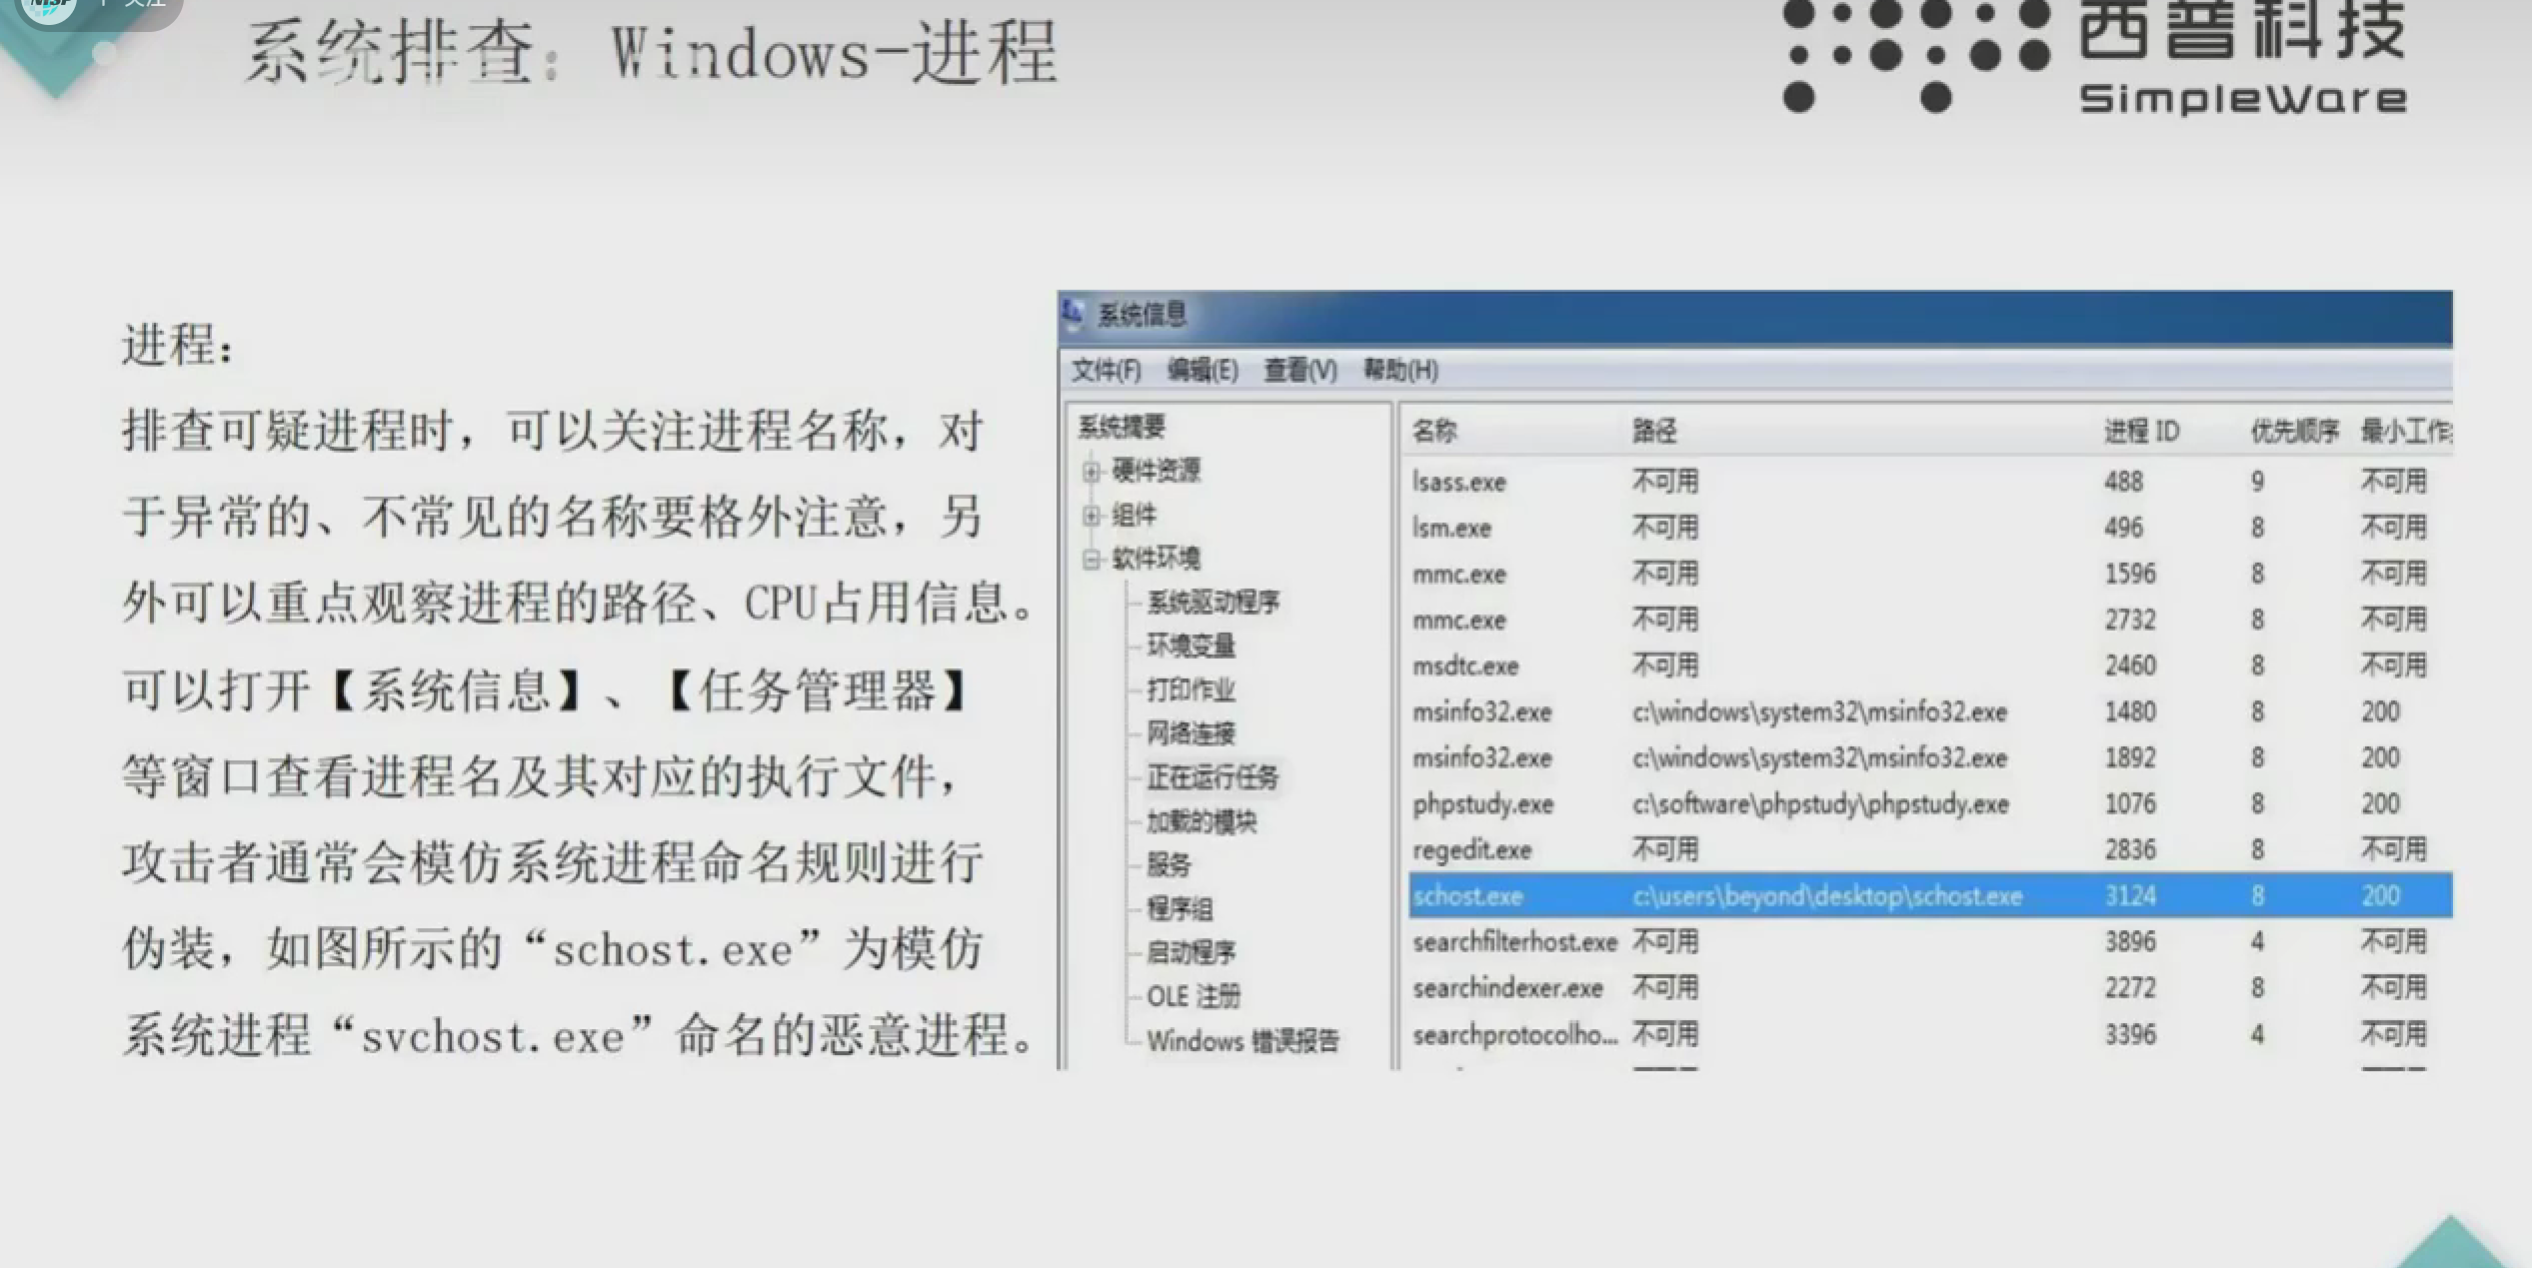 系统排查：Windows-进程
西普科技
SimpleWare
进程：
排查可疑进程时，可以关注进程名称，对
于异常的、不常见的名称要格外注意，另
外可以重点观察进程的路径、CPU占用信息。
可以打开【系统信息】、【任务管理器】
等窗口查看进程名及其对应的执行文件，
攻击者通常会模仿系统进程命名规则进行
伪装，如图所示的“schost.exe”为模仿
系统进程“svchost.exe”命名的恶意进程。
系统信息
文件(F) 编辑(E) 查看(V) 帮助(H)
系统摘要
硬件资源
组件
软件环境
系统驱动程序
环境变量
打印作业
网络连接
正在运行任务
加载的模块
服务
程序组
启动程序
OLE 注册
Windows 错误报告
名称 路径 进程 ID 优先顺序 最小工作
lsass.exe 不可用 488 9 不可用
lsm.exe 不可用 496 8 不可用
mmc.exe 不可用 1596 8 不可用
mmc.exe 不可用 2732 8 不可用
msdtc.exe 不可用 2460 8 不可用
msinfo32.exe c:\windows\system32\msinfo32.exe 1480 8 200
msinfo32.exe c:\windows\system32\msinfo32.exe 1892 8 200
phpstudy.exe c:\software\phpstudy\phpstudy.exe 1076 8 200
regedit.exe 不可用 2836 8 不可用
schost.exe c:\users\beyond\desktop\schost.exe 3124 8 200
searchfilterhost.exe 不可用 3896 4 不可用
searchindexer.exe 不可用 2272 8 不可用
searchprotocolho... 不可用 3396 4 不可用